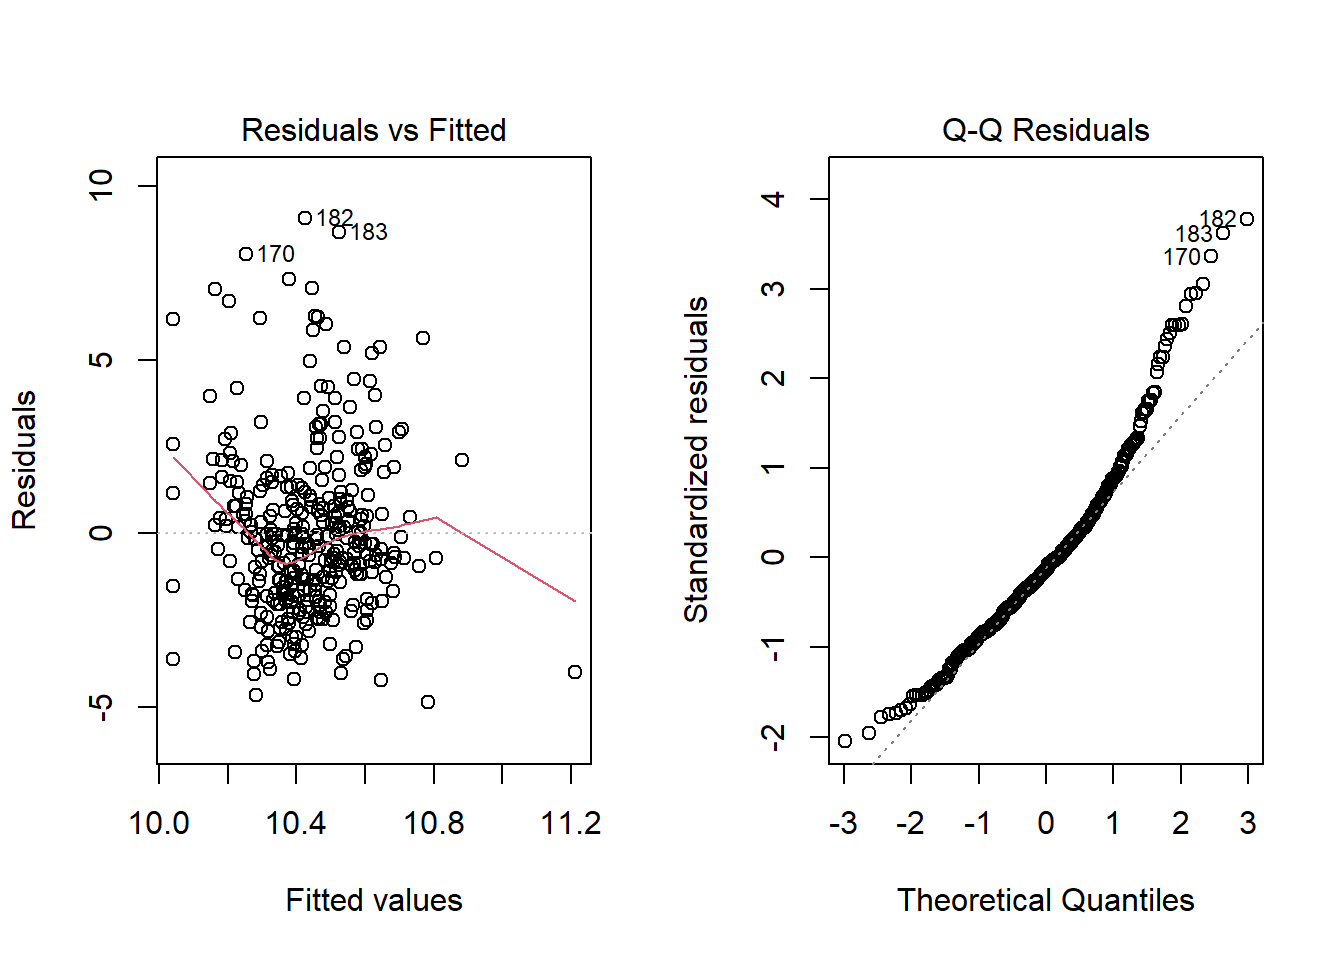 Residuals vs Fitted
Residuals
10
5
0
-5
182
183
170
10.0 10.4 10.8 11.2
Fitted values
Q-Q Residuals
Standardized residuals
4
3
2
1
0
-1
-2
182
183
170
-3 -2 -1 0 1 2 3
Theoretical Quantiles